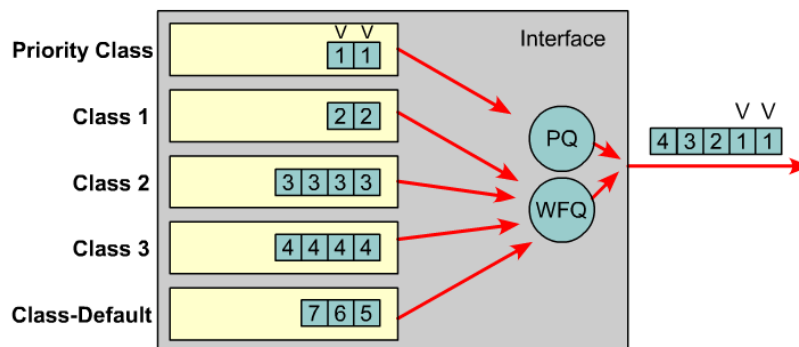 V V
Priority Class 1 1 Interface
Class 1 2 2 PQ
V V
4 3 2 1 1
Class 2 3 3 3 3
WFQ
Class 3 4 4 4 4
Class-Default 7 6 5